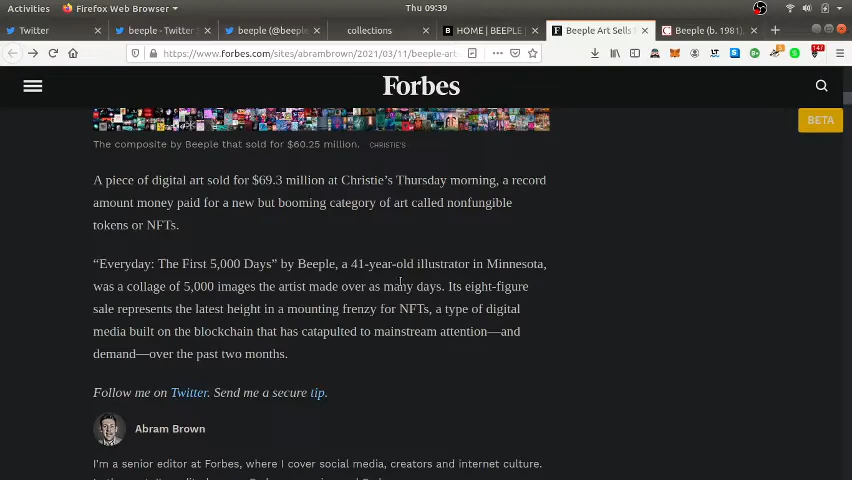 Activities
Firefox Web Browser
Thu 09:39
Twitter
beeple - Twitter S
beeple (@beeple
collections
HOME | BEEPLE |
Beeple Art Sells
Beeple (b. 1981),
https://www.forbes.com/sites/abrambrown/2021/03/11/beeple-art-
147
Forbes
BETA
The composite by Beeple that sold for $60.25 million. CHRISTIE'S
A piece of digital art sold for $69.3 million at Christie's Thursday morning, a record
amount money paid for a new but booming category of art called nonfungible
tokens or NFTs.
“Everyday: The First 5,000 Days” by Beeple, a 41-year-old illustrator in Minnesota,
was a collage of 5,000 images the artist made over as many days. Its eight-figure
sale represents the latest height in a mounting frenzy for NFTs, a type of digital
media built on the blockchain that has catapulted to mainstream attention—and
demand—over the past two months.
Follow me on Twitter. Send me a secure tip.
Abram Brown
I'm a senior editor at Forbes, where I cover social media, creators and internet culture.